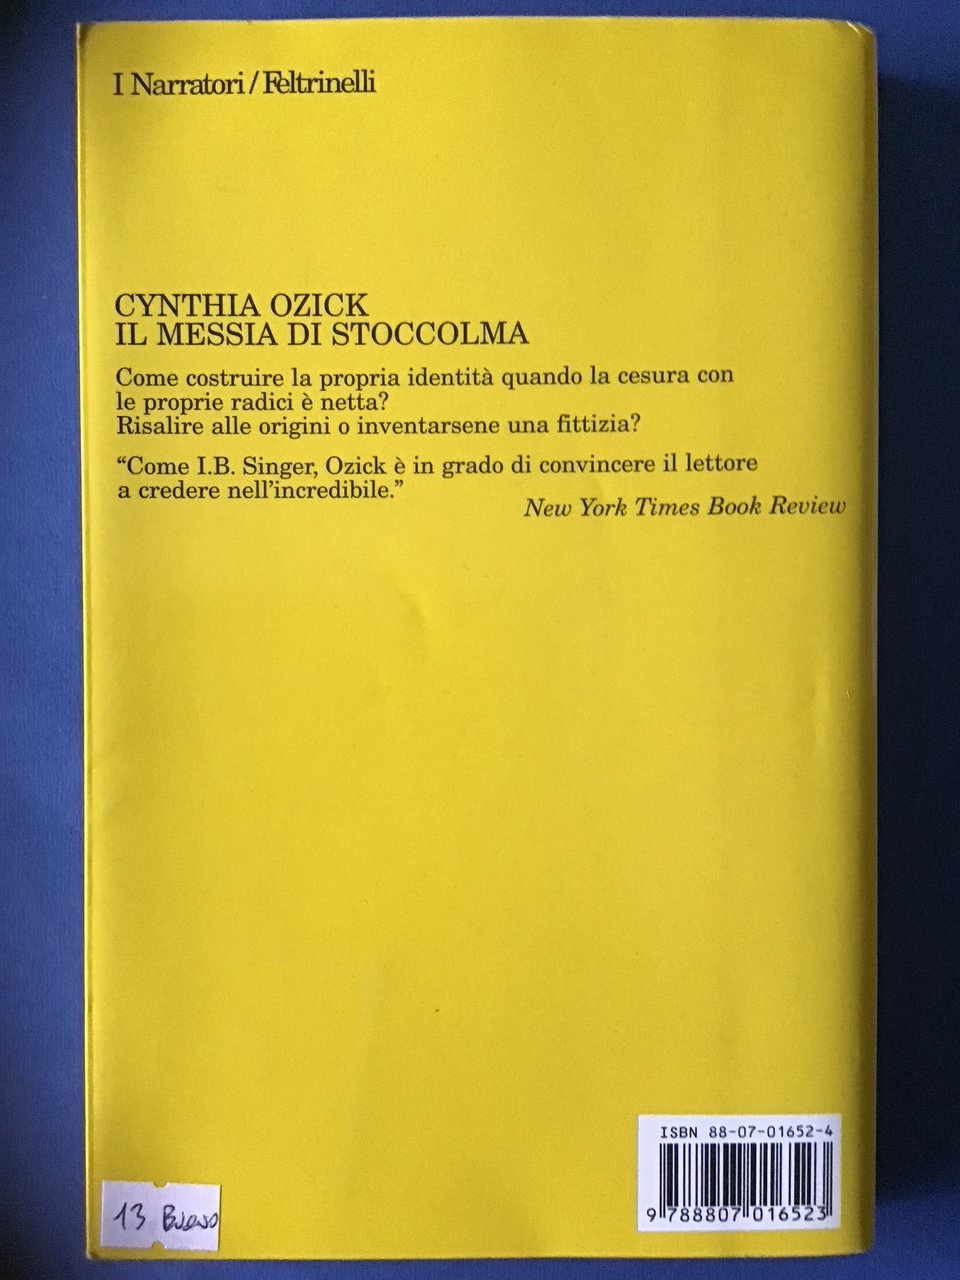 I Narratori / Feltrinelli
CYNTHIA OZICK
IL MESSIA DI STOCCOLMA
Come costruire la propria identità quando la cesura con
le proprie radici è netta?
Risalire alle origini o inventarsene una fittizia?
“Come I.B. Singer, Ozick è in grado di convincere il lettore
a credere nell’incredibile.”
New York Times Book Review
ISBN 88-07-01652-4
9 788807 016523
13